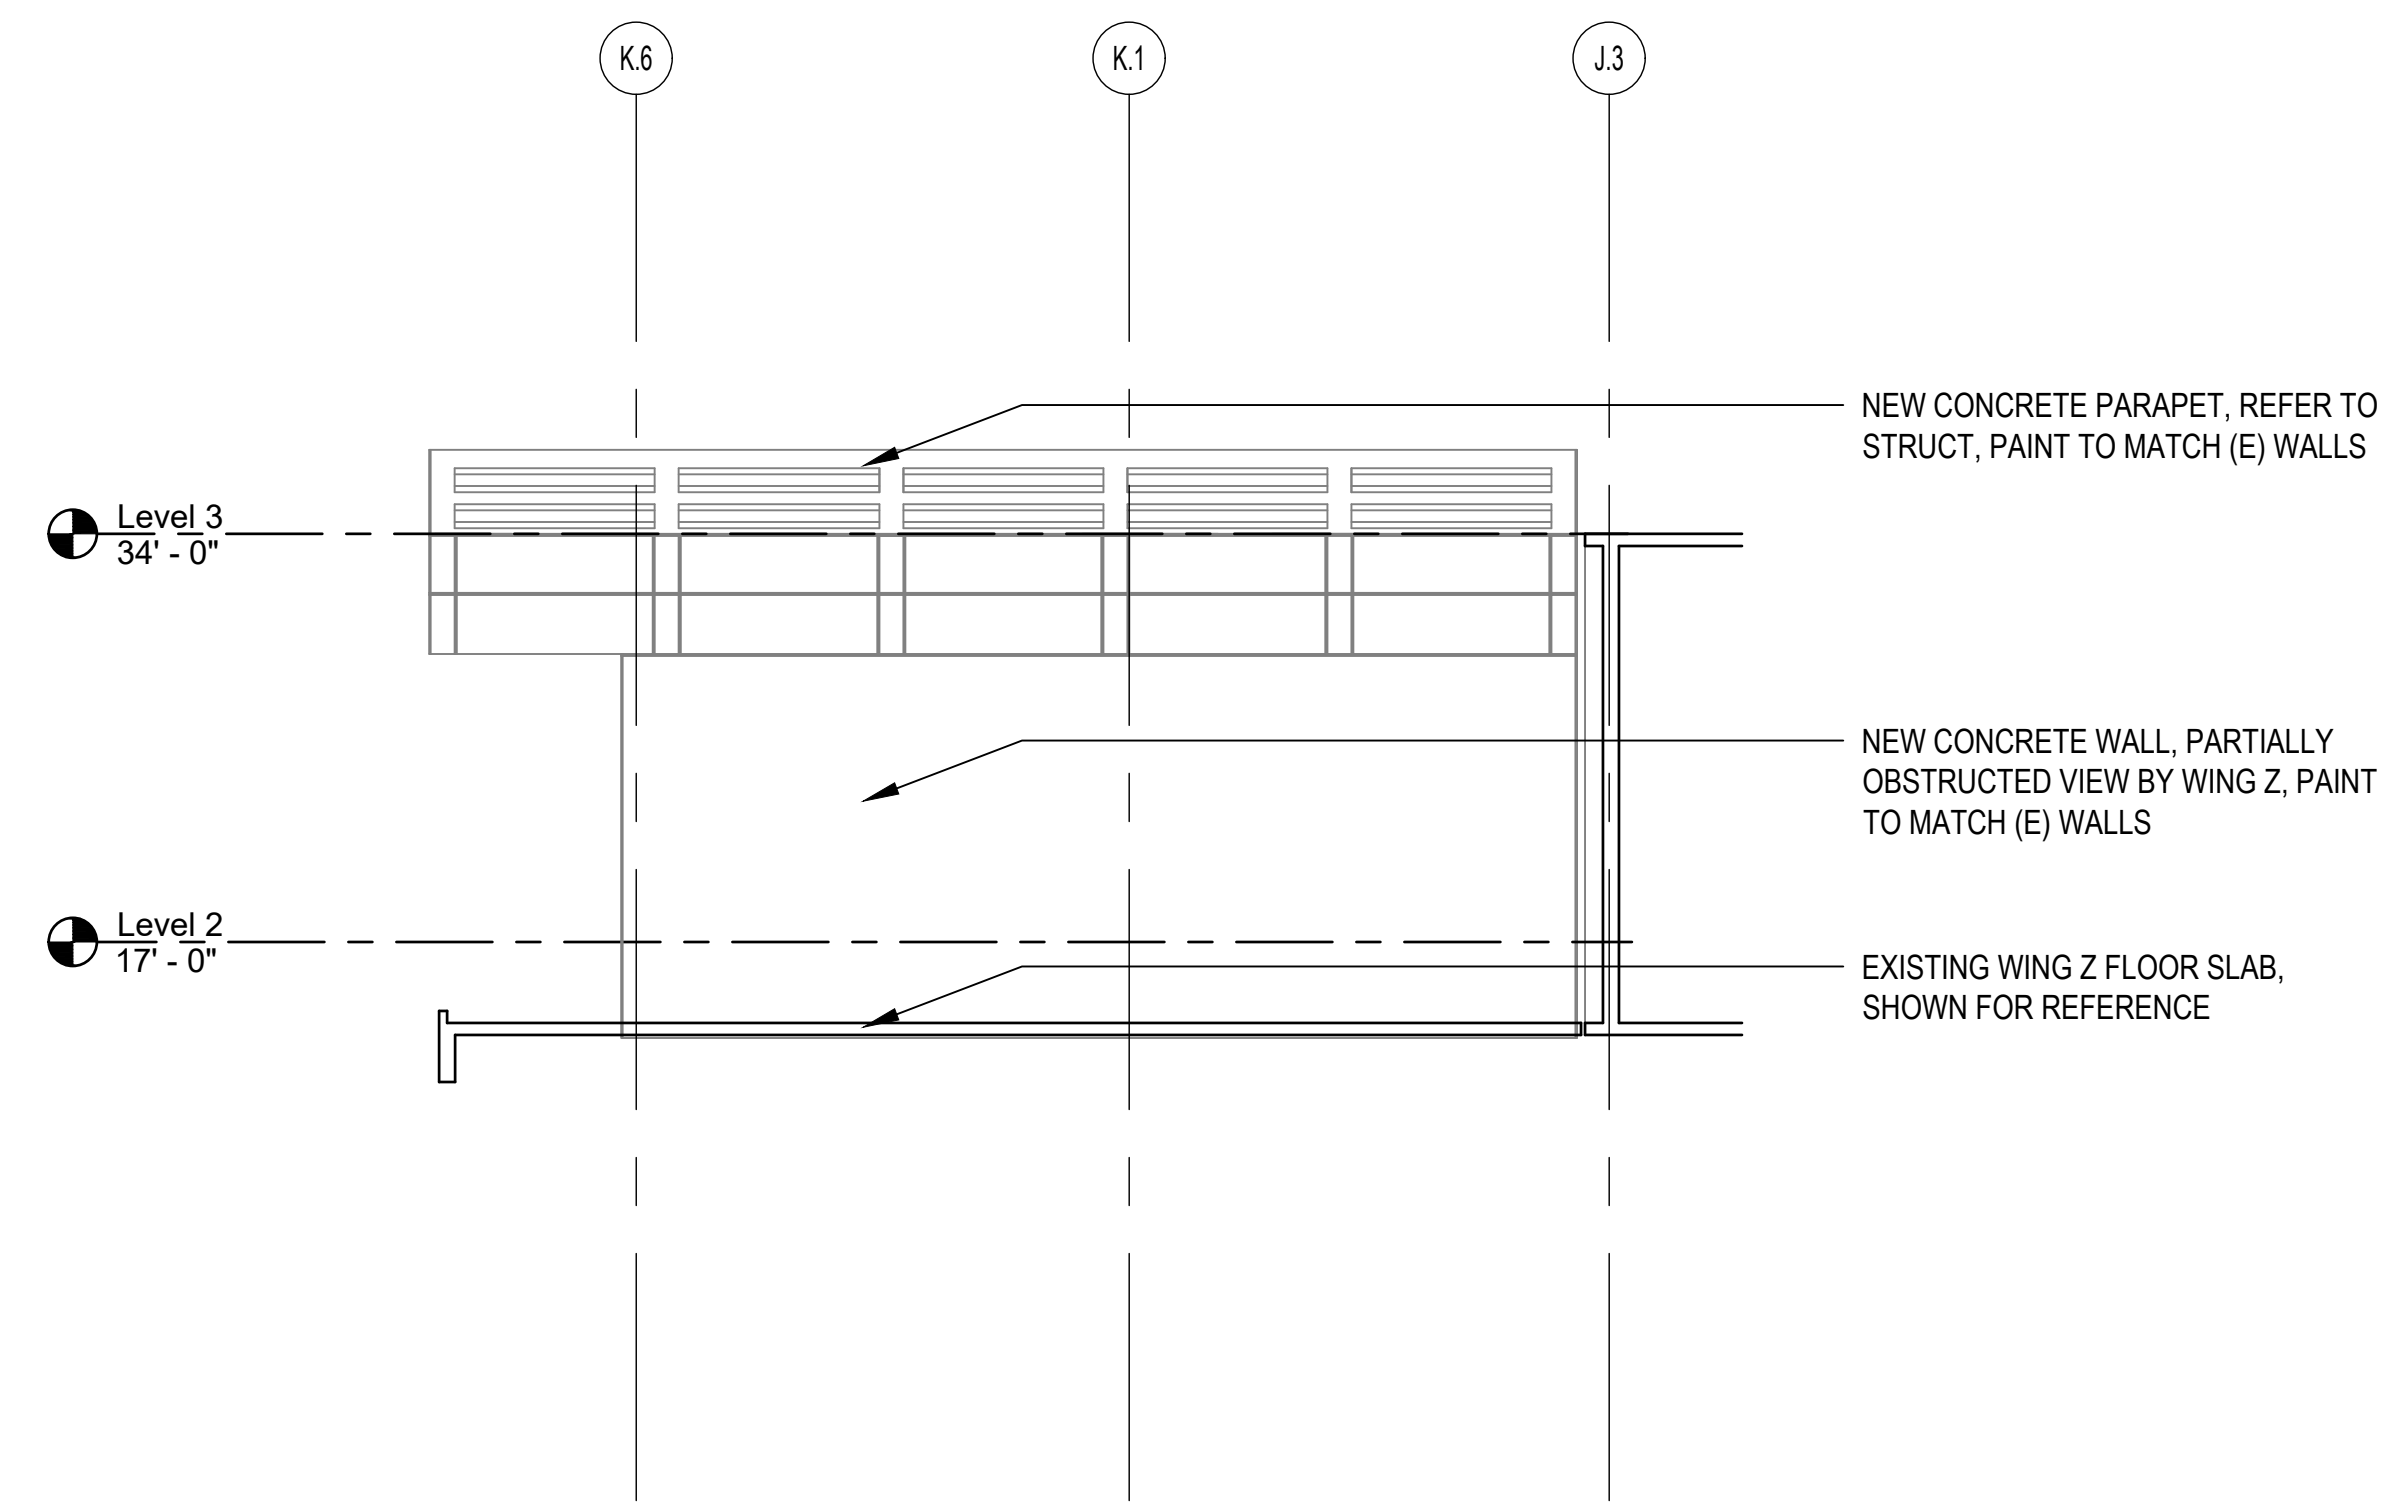 K.6
K.1
J.3
NEW CONCRETE PARAPET, REFER TO
STRUCT, PAINT TO MATCH (E) WALLS
Level 3
34' - 0"
NEW CONCRETE WALL, PARTIALLY
OBSTRUCTED VIEW BY WING Z, PAINT
TO MATCH (E) WALLS
Level 2
17' - 0"
EXISTING WING Z FLOOR SLAB,
SHOWN FOR REFERENCE